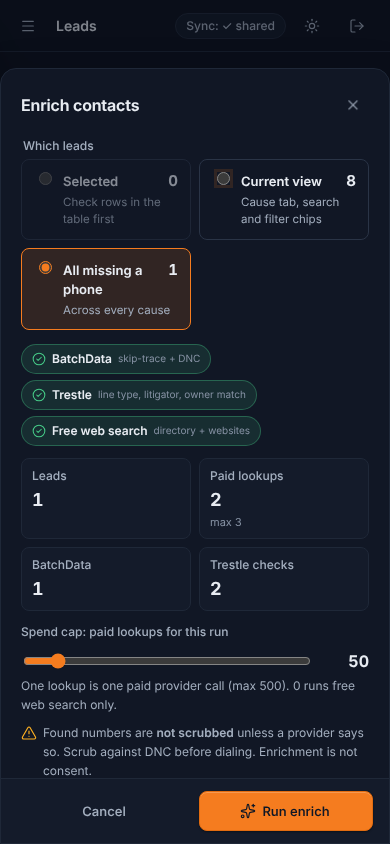 Leads
Sync: ✓ shared
Enrich contacts
Which leads
Selected 0
Check rows in the
table first
Current view 8
Cause tab, search
and filter chips
All missing a 1
phone
Across every cause
BatchData skip-trace + DNC
Trestle line type, litigator, owner match
Free web search directory + websites
Leads
1
Paid lookups
2
max 3
BatchData
1
Trestle checks
2
Spend cap: paid lookups for this run
50
One lookup is one paid provider call (max 500). 0 runs free
web search only.
Found numbers are not scrubbed unless a provider says
so. Scrub against DNC before dialing. Enrichment is not
consent.
Cancel
Run enrich